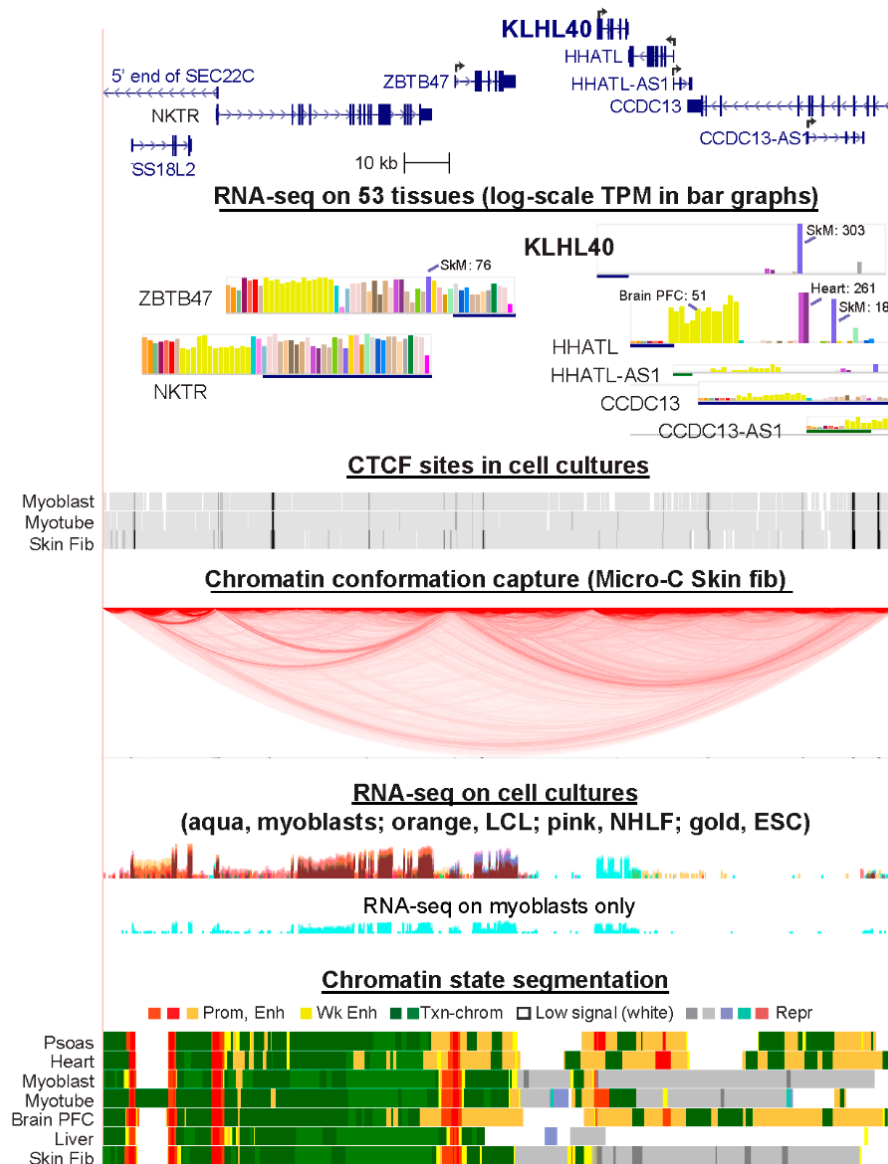 KLHL40
HHATL
5' end of SEC22C
ZBTB47
HHATL-AS1
NKTR
CCDC13
CCDC13-AS1
10 kb
SS18L2
RNA-seq on 53 tissues (log-scale TPM in bar graphs)
KLHL40
SkM: 303
SkM: 76
ZBTB47
Brain PFC: 51
Heart: 261
SkM: 18
HHATL
HHATL-AS1
NKTR
CCDC13
CCDC13-AS1
CTCF sites in cell cultures
Myoblast
Myotube
Skin Fib
Chromatin conformation capture (Micro-C Skin fib)
RNA-seq on cell cultures
(aqua, myoblasts; orange, LCL; pink, NHLF; gold, ESC)
RNA-seq on myoblasts only
Chromatin state segmentation
Prom, Enh Wk Enh Txn-chrom Low signal (white) Repr
Psoas
Heart
Myoblast
Myotube
Brain PFC
Liver
Skin Fib